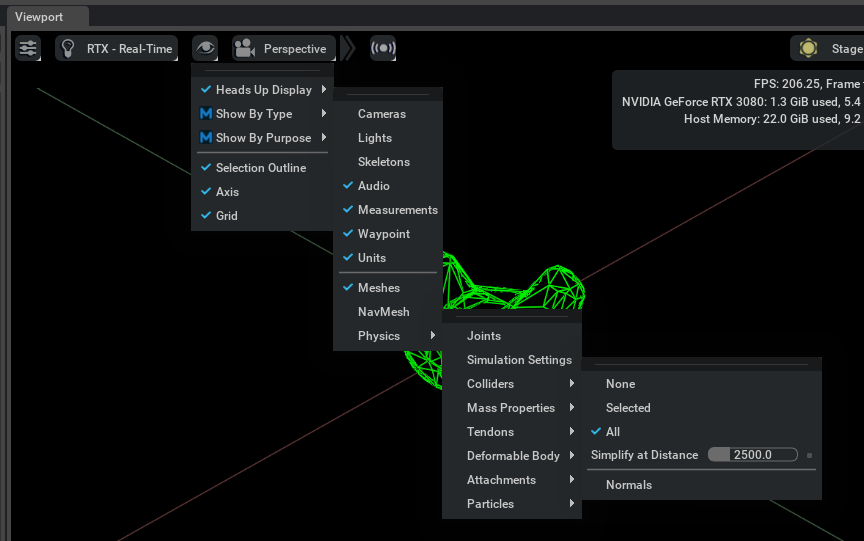 Viewport
RTX - Real-Time
Perspective
Stage
FPS: 206.25, Frame
NVIDIA GeForce RTX 3080: 1.3 GiB used, 5.4
Host Memory: 22.0 GiB used, 9.2
Heads Up Display
Show By Type
Show By Purpose
Selection Outline
Axis
Grid
Cameras
Lights
Skeletons
Audio
Measurements
Waypoint
Units
Meshes
NavMesh
Physics
Joints
Simulation Settings
Colliders
Mass Properties
Tendons
Deformable Body
Attachments
Particles
None
Selected
All
Simplify at Distance 2500.0
Normals